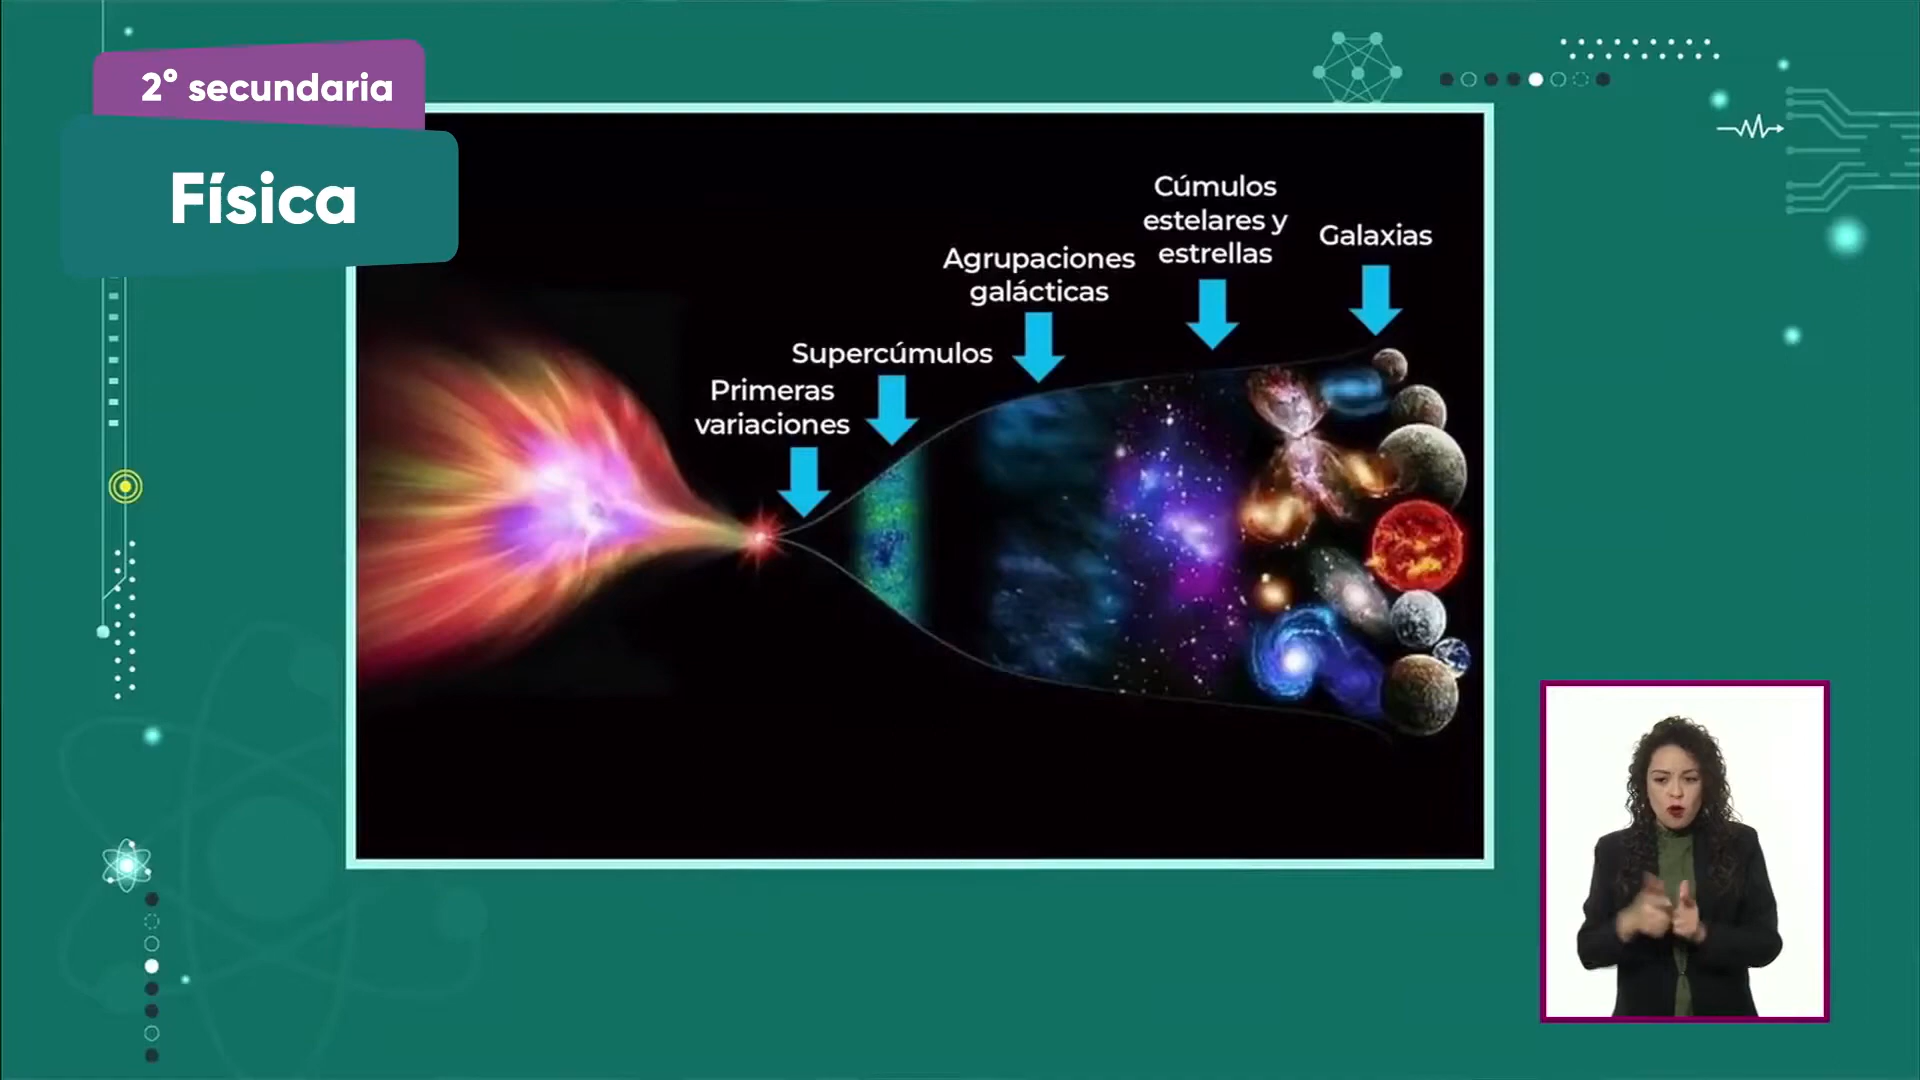 2° secundaria
Física
Primeras
variaciones
Supercúmulos
Agrupaciones
galácticas
Cúmulos
estelares y
estrellas
Galaxias